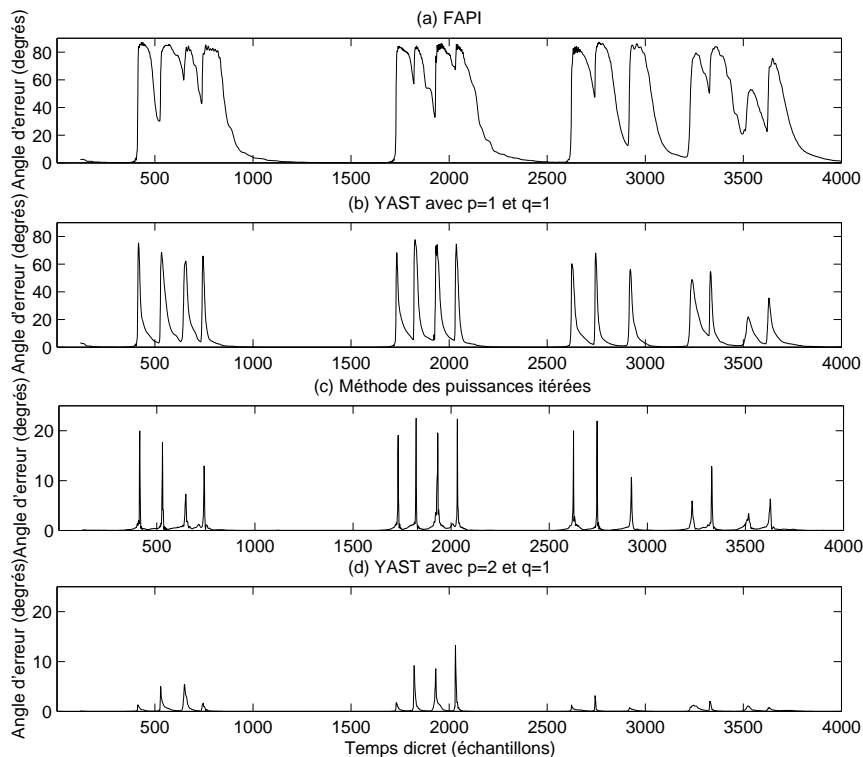 (a) FAPI
Angle d'erreur (degrés)
80
60
40
20
0
500 1000 1500 2000 2500 3000 3500 4000
(b) YAST avec p=1 et q=1
Angle d'erreur (degrés)
80
60
40
20
0
500 1000 1500 2000 2500 3000 3500 4000
(c) Méthode des puissances itérées
Angle d'erreur (degrés)
20
10
0
500 1000 1500 2000 2500 3000 3500 4000
(d) YAST avec p=2 et q=1
Angle d'erreur (degrés)
20
10
0
500 1000 1500 2000 2500 3000 3500 4000
Temps dicret (échantillons)